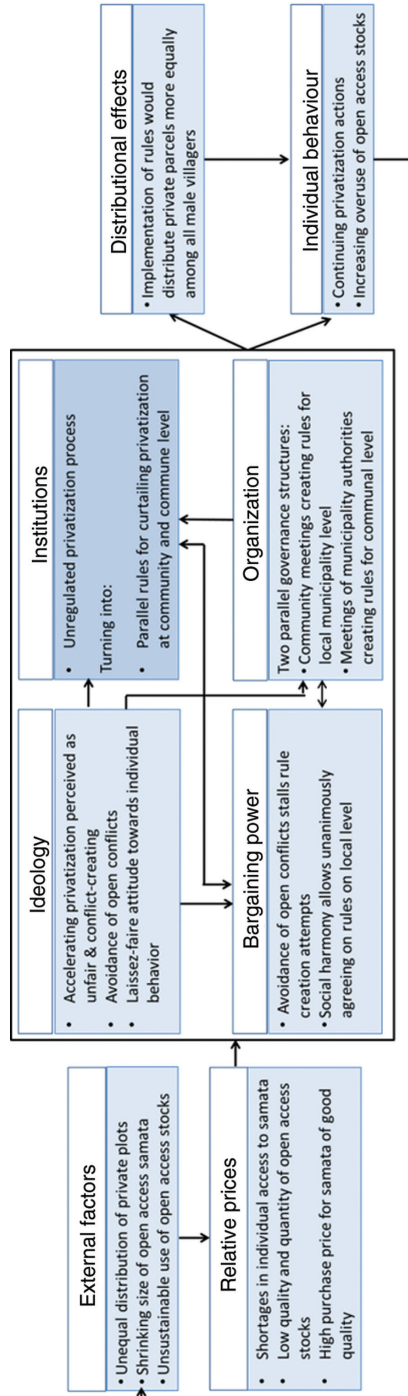 External factors
• Unequal distribution of private plots
• Shrinking size of open access samata
• Unsustainable use of open access stocks
Relative prices
• Shortages in individual access to samata
• Low quality and quantity of open access
stocks
• High purchase price for samata of good
quality
Ideology
• Accelerating privatization perceived as
unfair & conflict-creating
• Avoidance of open conflicts
• Laissez-faire attitude towards individual
behavior
Bargaining power
• Avoidance of open conflicts stalls rule
creation attempts
• Social harmony allows unanimously
agreeing on rules on local level
Institutions
• Unregulated privatization process
Turning into:
• Parallel rules for curtailing privatization
at community and commune level
Organization
Two parallel governance structures:
• Community meetings creating rules for
local municipality level
• Meetings of municipality authorities
creating rules for communal level
Distributional effects
• Implementation of rules would
distribute private parcels more equally
among all male villagers
Individual behaviour
• Continuing privatization actions
• Increasing overuse of open access stocks